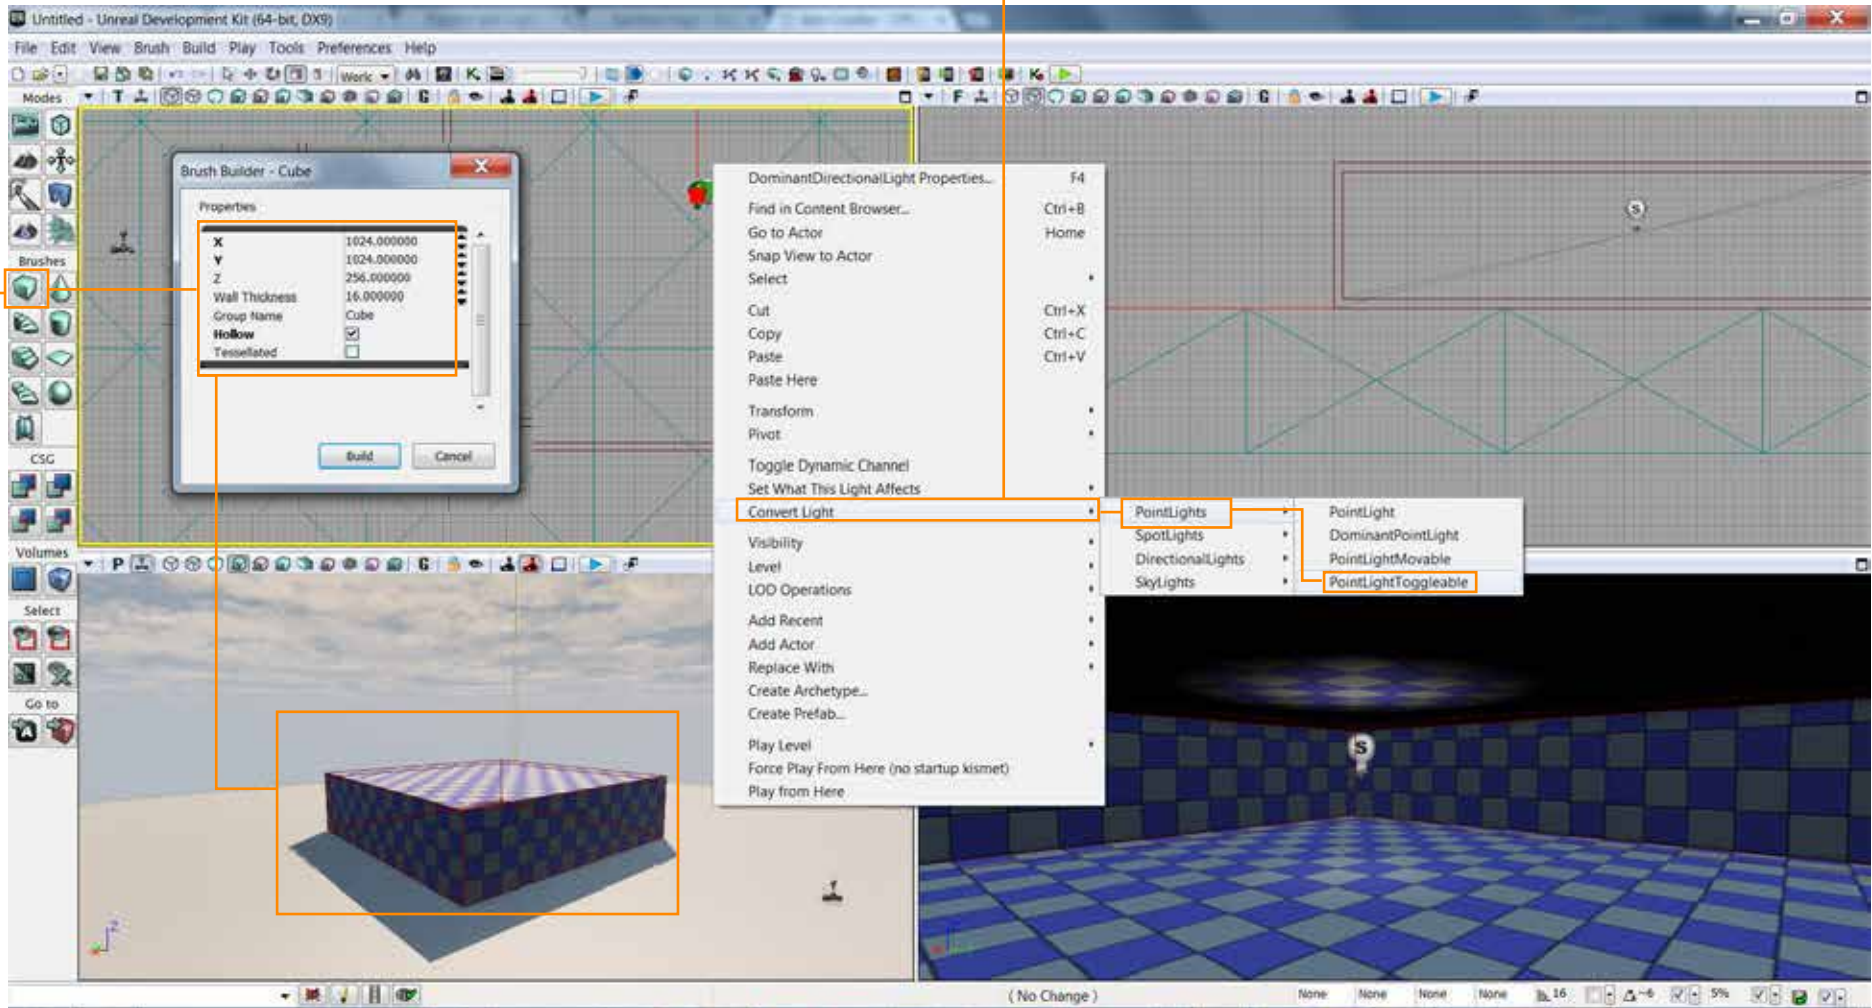 Untitled - Unreal Development Kit (64-bit, DX9)
File Edit View Brush Build Play Tools Preferences Help
Work
Modes
T
G
F
G
Brush Builder - Cube
Properties
X 1024.000000
Y 1024.000000
Z 256.000000
Wall Thickness 16.000000
Group Name Cube
Hollow
Tessellated
Build Cancel
Brushes
CSG
Volumes
Select
Go to
P
G
DominantDirectionalLight Properties... F4
Find in Content Browser... Ctrl+B
Go to Actor Home
Snap View to Actor
Select
Cut Ctrl+X
Copy Ctrl+C
Paste Ctrl+V
Paste Here
Transform
Pivot
Toggle Dynamic Channel
Set What This Light Affects
Convert Light
Visibility
Level
LOD Operations
Add Recent
Add Actor
Replace With
Create Archetype...
Create Prefab...
Play Level
Force Play From Here (no startup kismet)
Play from Here
PointLights
SpotLights
DirectionalLights
SkyLights
PointLight
DominantPointLight
PointLightMovable
PointLightToggleable
S
S
Z
(No Change)
None None None None 16 5%